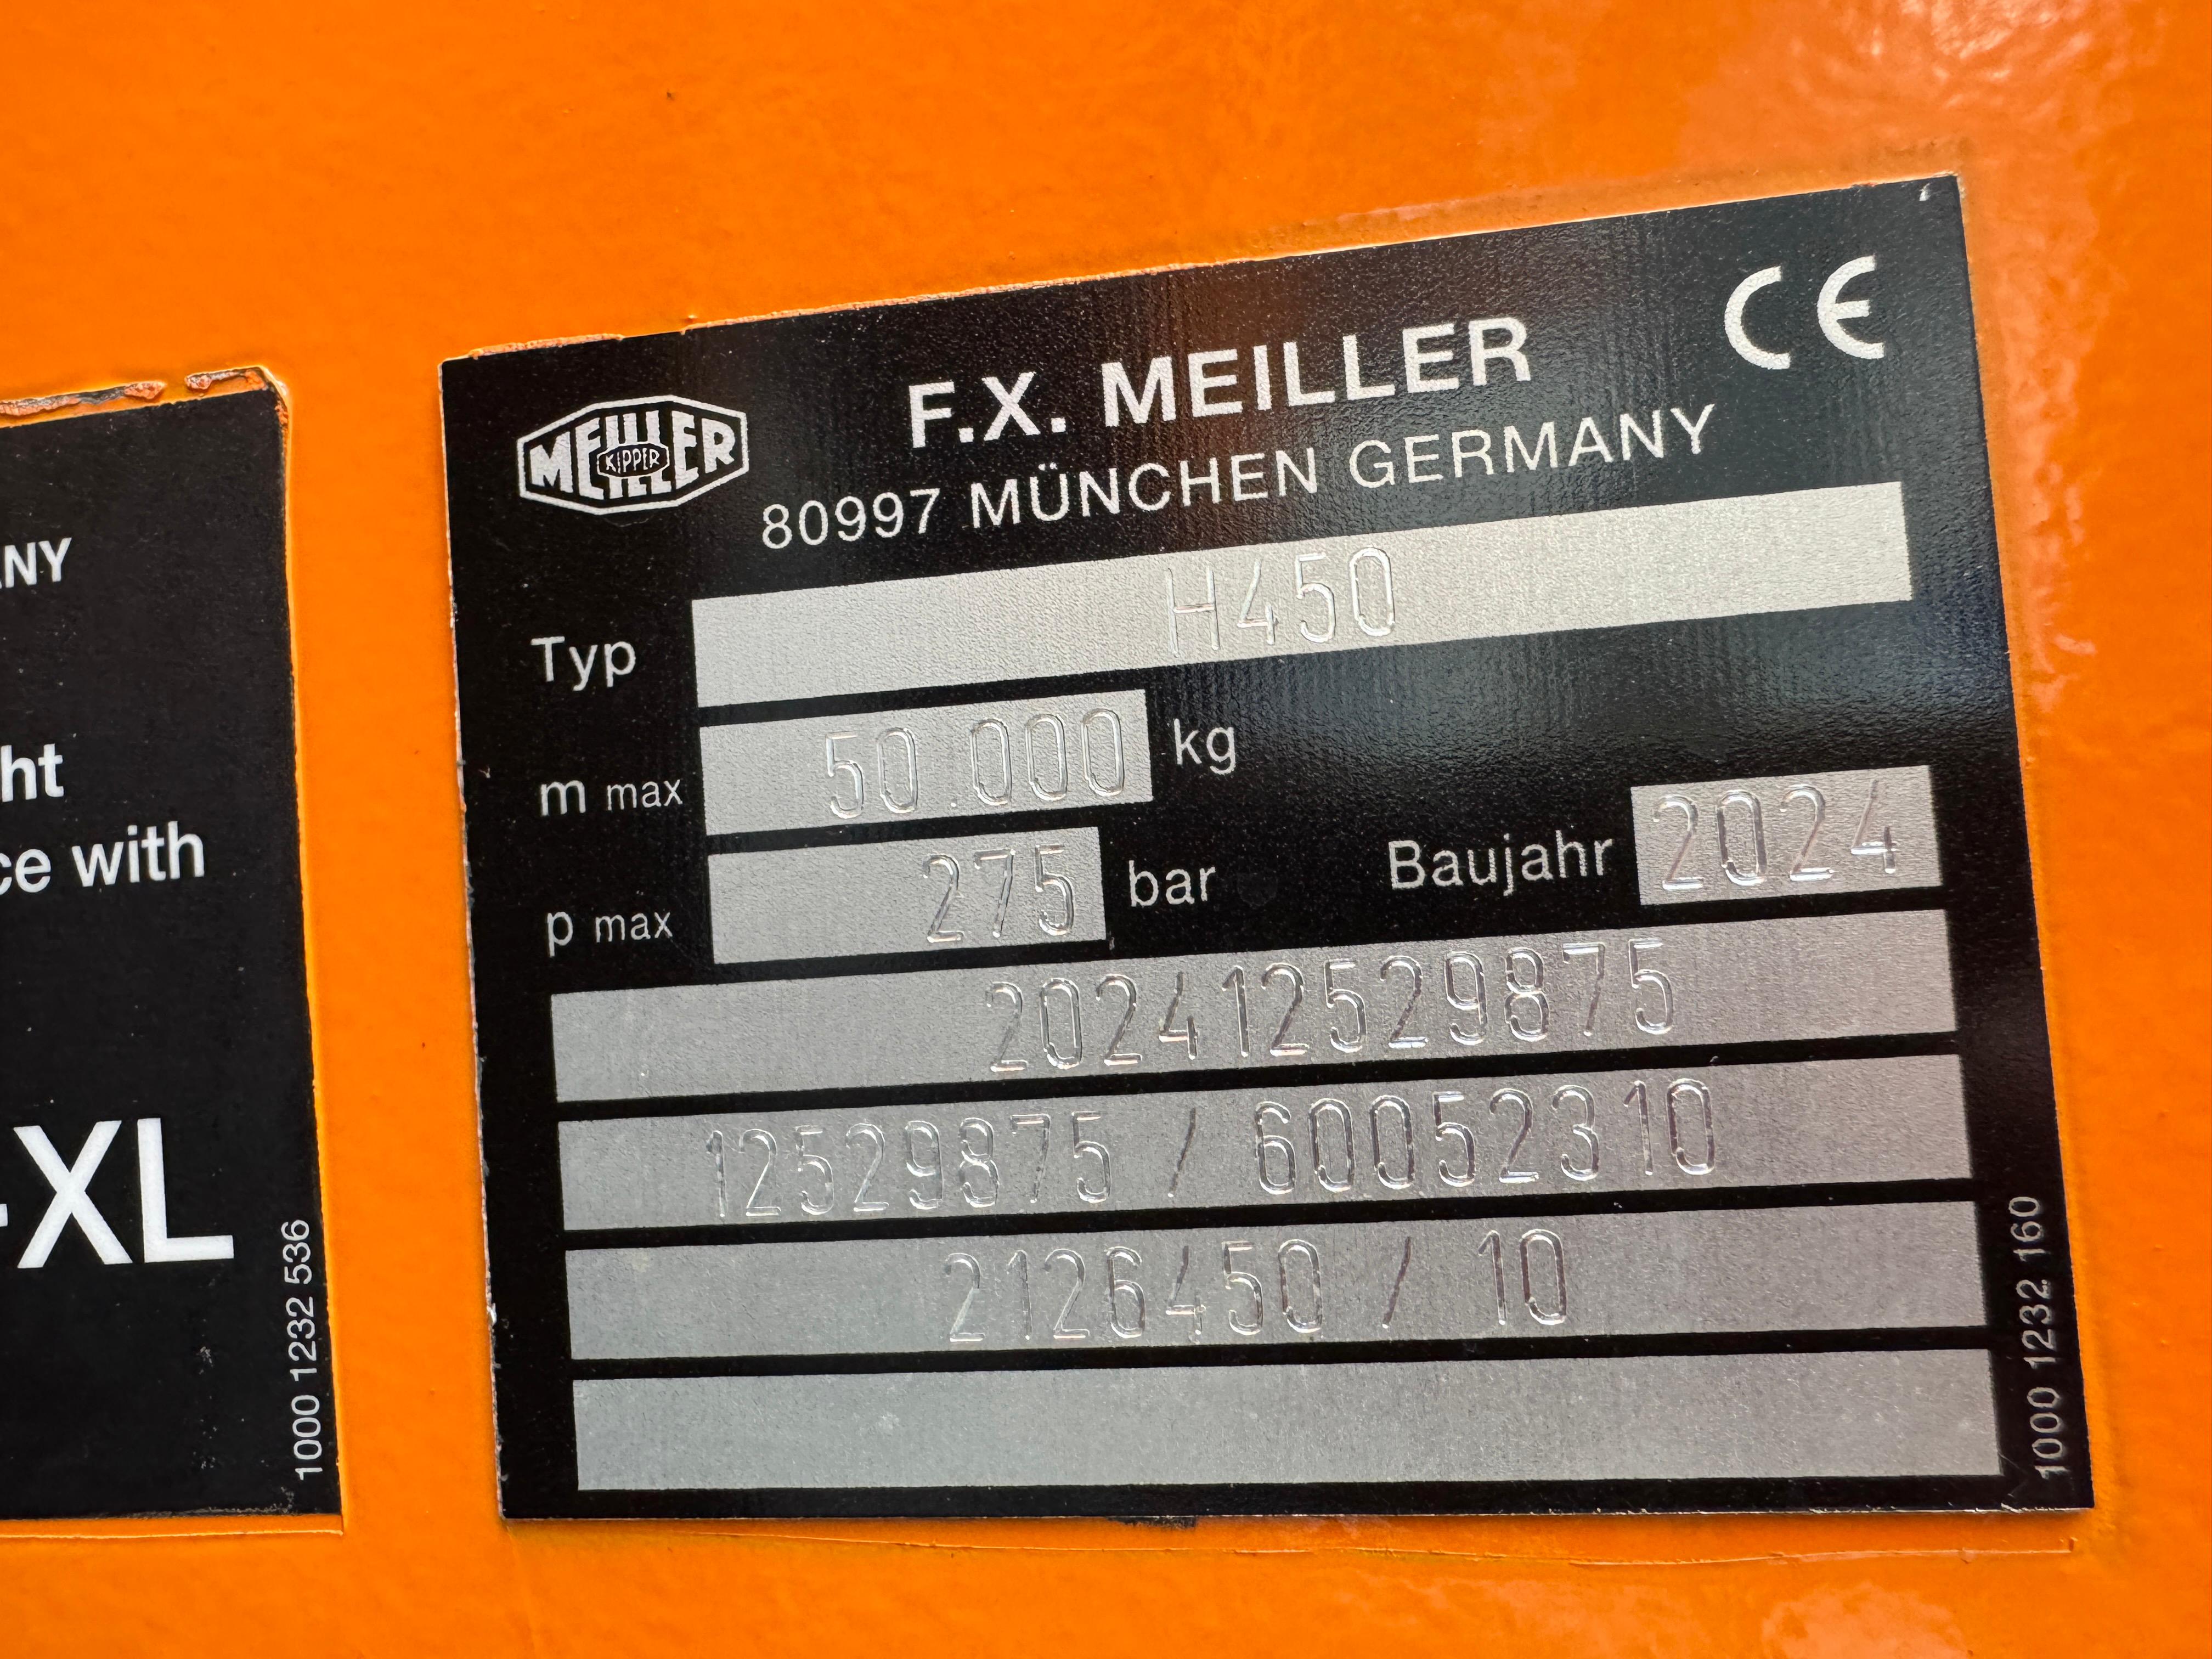 NY
ht
ce with
-XL
1000 1232 536
MEILLER
KIPPER
F.X. MEILLER
CE
80997 MÜNCHEN GERMANY
Typ H450
m max 50.000 kg
p max 275 bar Baujahr 2024
202412529875
12529875 / 60052310
2126450 / 10
1000 1232 160